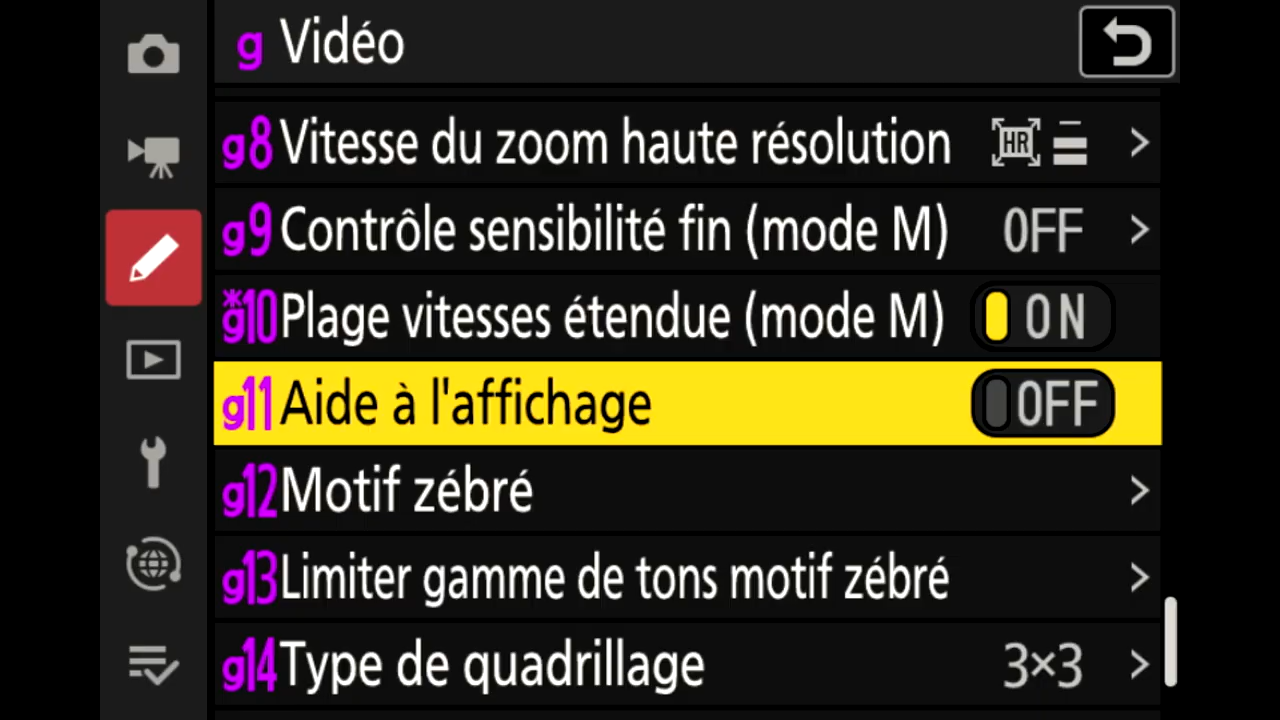 g Vidéo
g8 Vitesse du zoom haute résolution HR >
g9 Contrôle sensibilité fin (mode M) OFF >
*g10 Plage vitesses étendue (mode M) ON
g11 Aide à l'affichage OFF
g12 Motif zébré >
g13 Limiter gamme de tons motif zébré >
g14 Type de quadrillage 3×3 >